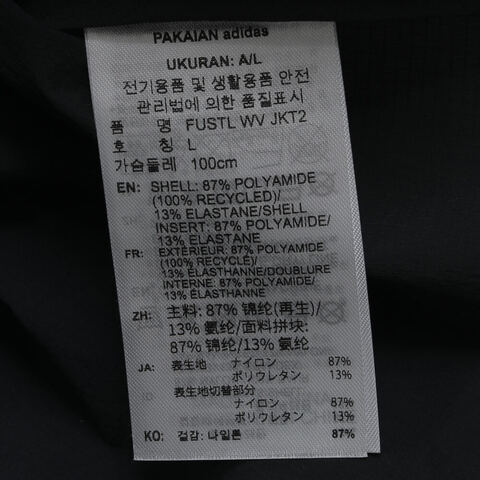 PAKAIAN adidas
UKURAN: A/L
전기용품 및 생활용품 안전
관리법에 의한 품질표시
품 명 FUSTL WV JKT2
호 칭 L
가슴둘레 100cm
EN: SHELL: 87% POLYAMIDE
(100% RECYCLED)/
13% ELASTANE/SHELL
INSERT: 87% POLYAMIDE/
13% ELASTANE
FR: EXTÉRIEUR: 87% POLYAMIDE
(100% RECYCLÉ)/
13% ÉLASTHANNE/DOUBLURE
INTERNE: 87% POLYAMIDE/
13% ÉLASTHANNE
ZH: 主料: 87% 锦纶(再生)/
13% 氨纶/面料拼块:
87% 锦纶/13% 氨纶
JA: 表生地 ナイロン 87%
ポリウレタン 13%
表生地切替部分
ナイロン 87%
ポリウレタン 13%
KO: 겉감: 나일론 87%